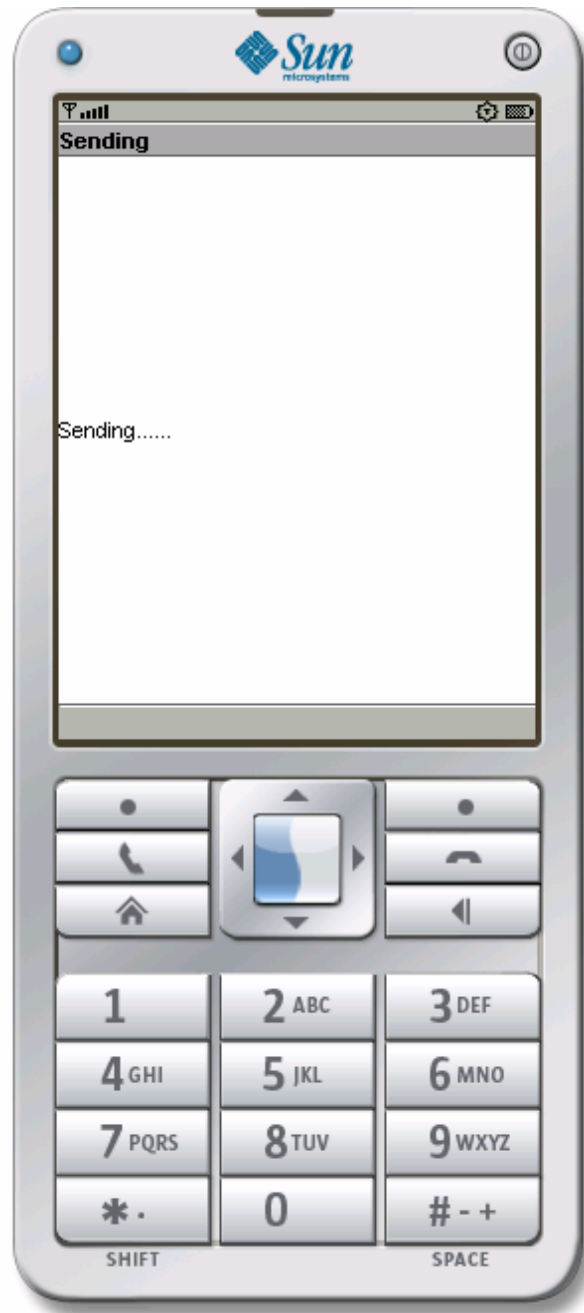 Sun
microsystems
Sending
Sending......
1
2 ABC
3 DEF
4 GHI
5 JKL
6 MNO
7 PQRS
8 TUV
9 WXYZ
* .
0
# - +
SHIFT
SPACE